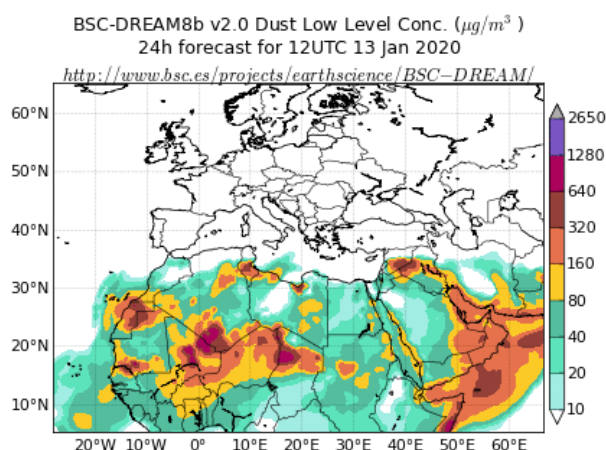 BSC-DREAM8b v2.0 Dust Low Level Conc. (μg/m³ )
24h forecast for 12UTC 13 Jan 2020
http://www.bsc.es/projects/earthscience/BSC−DREAM/
60°N
50°N
40°N
30°N
20°N
10°N
20°W 10°W 0° 10°E 20°E 30°E 40°E 50°E 60°E
2650
1280
640
320
160
80
40
20
10